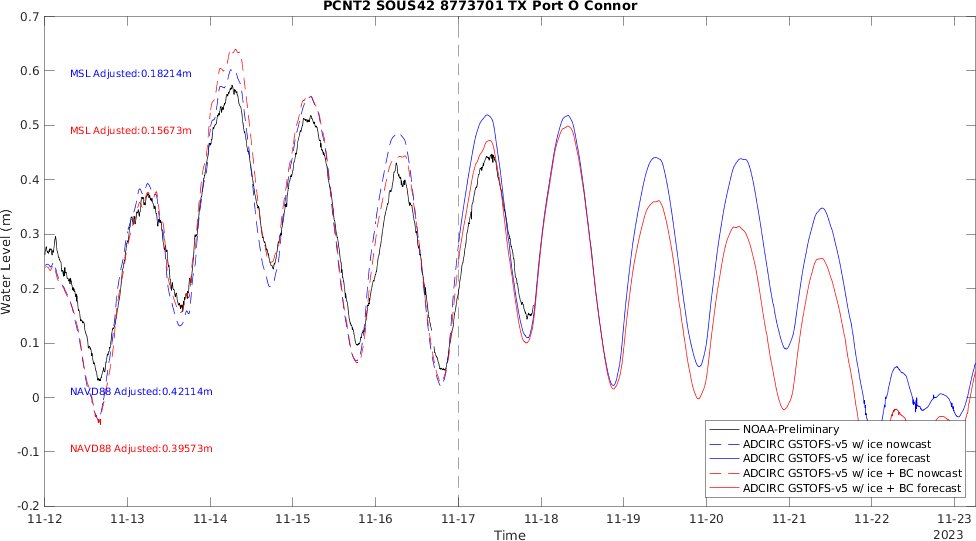 PCNT2 SOUS42 8773701 TX Port O Connor
0.7
0.6
0.5
0.4
0.3
0.2
0.1
0
-0.1
-0.2
Water Level (m)
MSL Adjusted:0.18214m
MSL Adjusted:0.15673m
NAVD88 Adjusted:0.42114m
NAVD88 Adjusted:0.39573m
NOAA-Preliminary
ADCIRC GSTOFS-v5 w/ ice nowcast
ADCIRC GSTOFS-v5 w/ ice forecast
ADCIRC GSTOFS-v5 w/ ice + BC nowcast
ADCIRC GSTOFS-v5 w/ ice + BC forecast
11-12 11-13 11-14 11-15 11-16 11-17 11-18 11-19 11-20 11-21 11-22 11-23
Time 2023